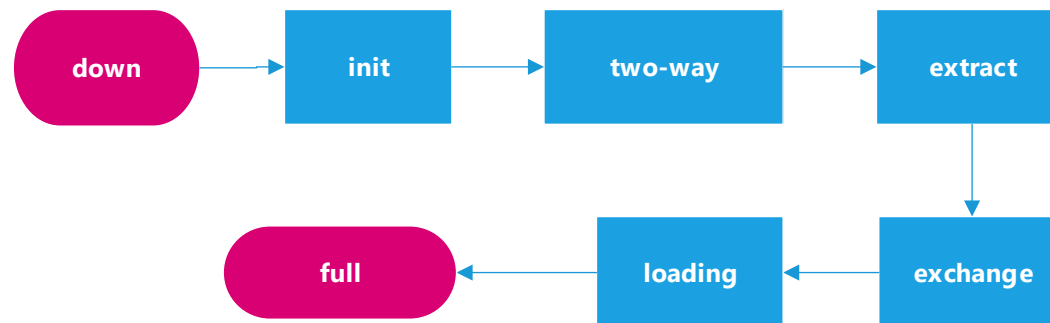 down
init
two-way
extract
exchange
loading
full